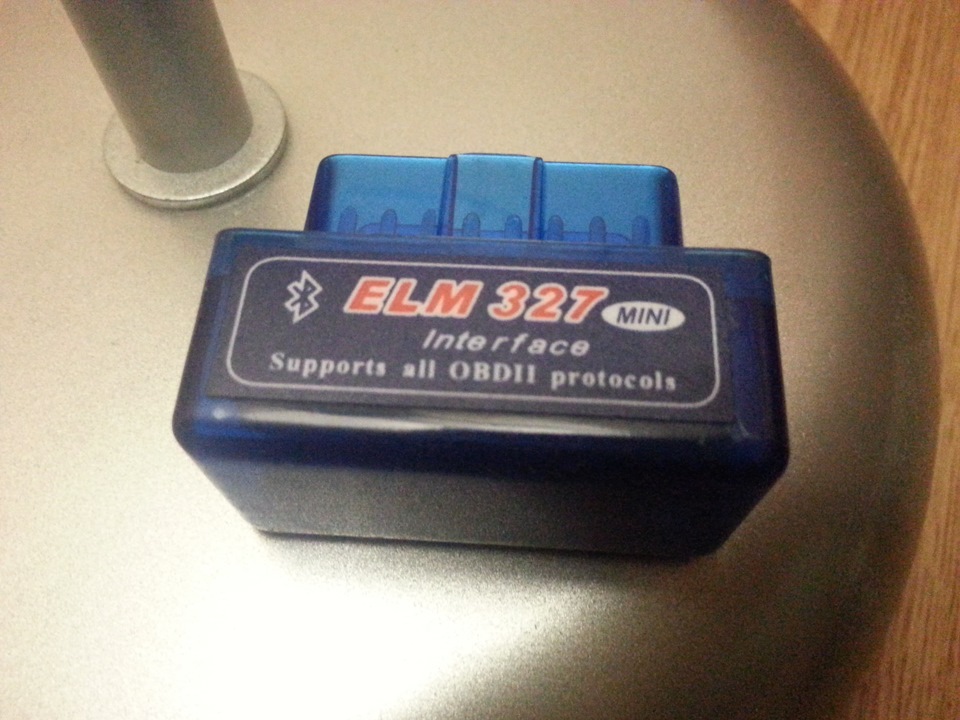 ELM 327 MINI
Interface
Supports all OBDII protocols